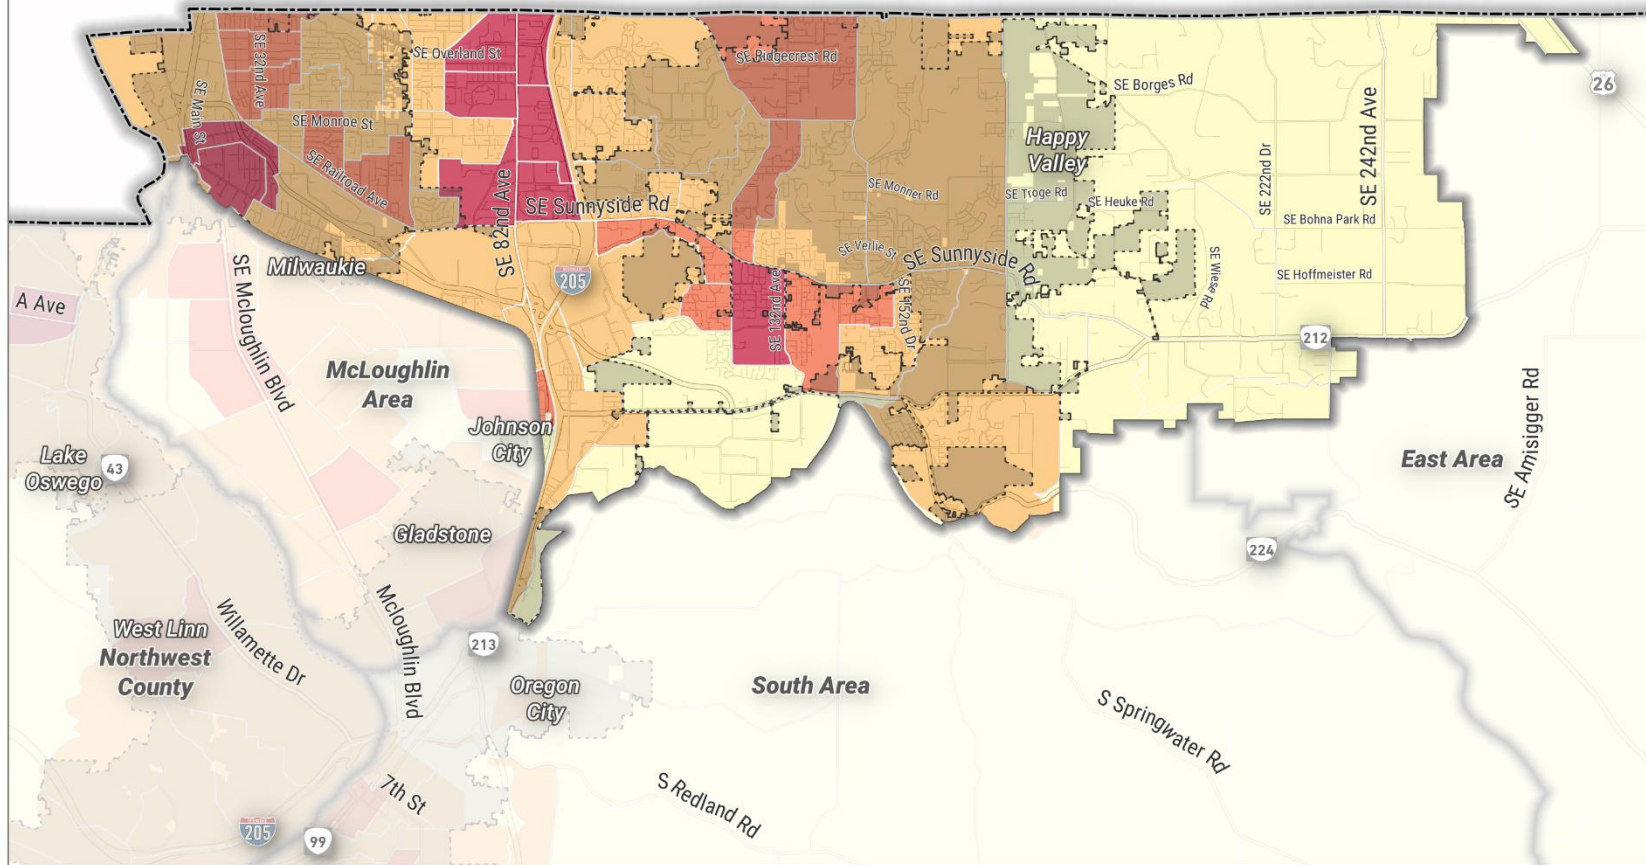 SE Overland St
SE Ridgecrest Rd
SE 32nd Ave
SE Borges Rd
26
SE Main St
SE Monroe St
SE 242nd Ave
Happy
Valley
SE 222nd Dr
SE Railroad Ave
SE 82nd Ave
SE Monner Rd
SE Troge Rd
SE Heuke Rd
SE Sunnyside Rd
SE Bohna Park Rd
SE Verlie St
SE Sunnyside Rd
SE Wiese Rd
Milwaukie
205
SE Hoffmeister Rd
A Ave
SE Mcloughlin Blvd
SE 132nd Ave
SE 152nd Dr
212
McLoughlin
Area
SE Amisigger Rd
Johnson
City
Lake
Oswego
43
East Area
Gladstone
224
Willamette Dr
Mcloughlin Blvd
West Linn
Northwest
County
213
Oregon
City
South Area
S Springwater Rd
7th St
S Redland Rd
205
99